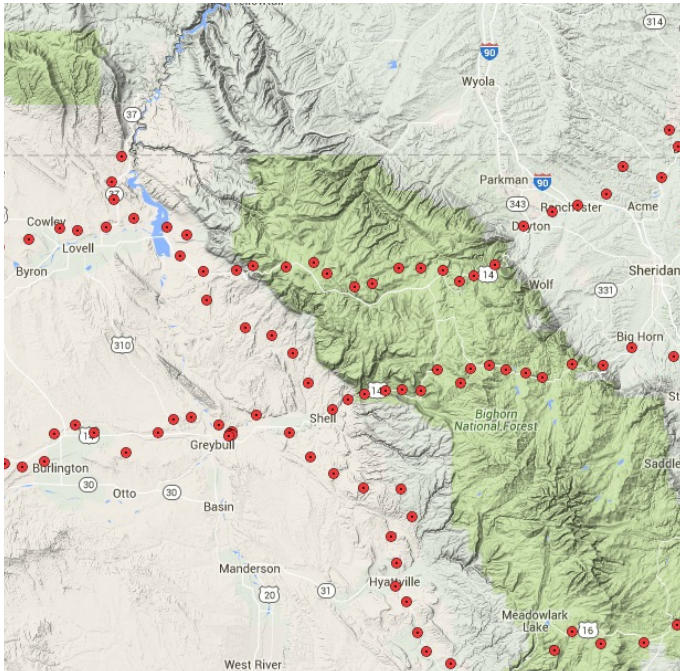 314
90
Wyola
37
Parkman
90
37
343
Ranchester
Acme
Cowley
Dayton
Lovell
Byron
14
Wolf
Sheridan
331
310
Big Horn
14
Shell
Bighorn
National Forest
Greybull
Burlington
Saddle
30
Otto
30
Basin
Manderson
Hyattville
31
20
Meadowlark
Lake
16
West River